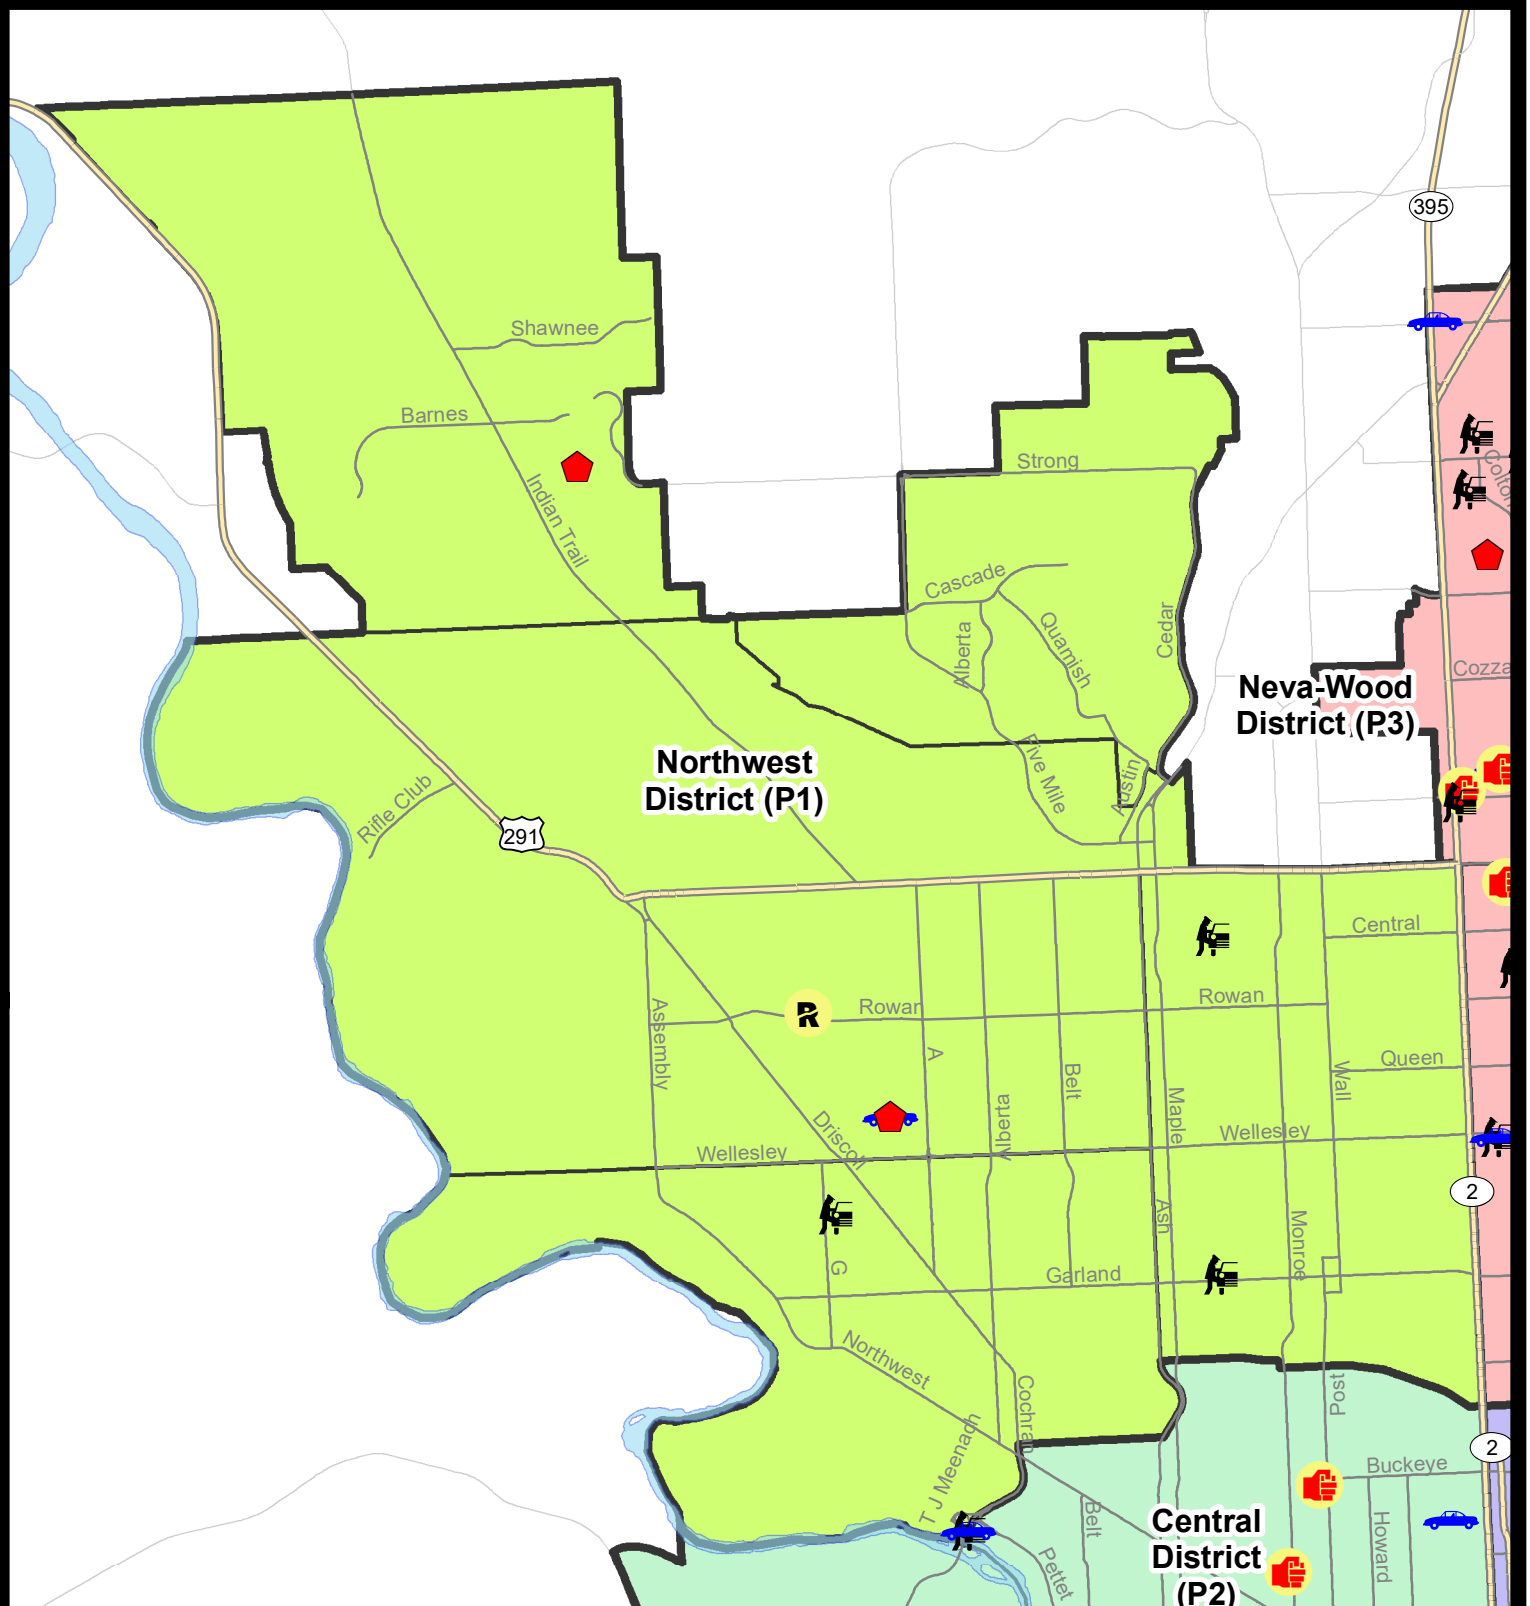 395
Shawnee
Barnes
Colton
Strong
Indian Trail
Cascade
Alberta
Quamish
Cedar
Cozza
Neva-Wood
District (P3)
Northwest
District (P1)
Five Mile
Austin
Rifle Club
291
Central
Rowan
Rowan
Assembly
A
Queen
Belt
Wall
Maple
Alberta
Driscoll
Wellesley
Wellesley
2
Ash
Monroe
G
Garland
Northwest
Cochran
Post
T J Meenach
2
Buckeye
Belt
Howard
Central
District
(P2)
Pettet
R